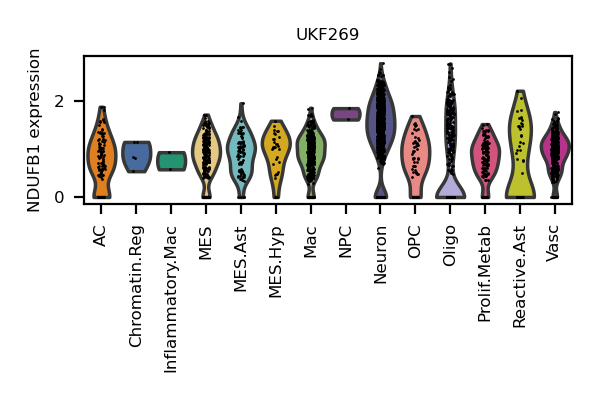 UKF269
NDUFB1 expression
2
0
AC
Chromatin.Reg
Inflammatory.Mac
MES
MES.Ast
MES.Hyp
Mac
NPC
Neuron
OPC
Oligo
Prolif.Metab
Reactive.Ast
Vasc